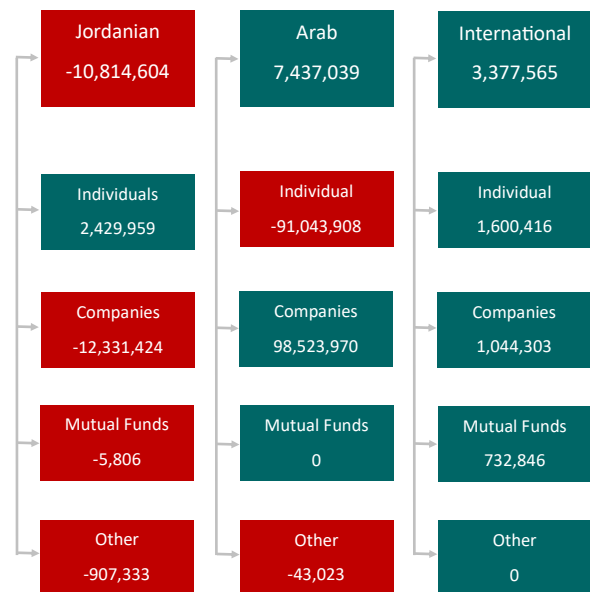 Jordanian
-10,814,604
Individuals
2,429,959
Companies
-12,331,424
Mutual Funds
-5,806
Other
-907,333
Arab
7,437,039
Individual
-91,043,908
Companies
98,523,970
Mutual Funds
0
Other
-43,023
International
3,377,565
Individual
1,600,416
Companies
1,044,303
Mutual Funds
732,846
Other
0